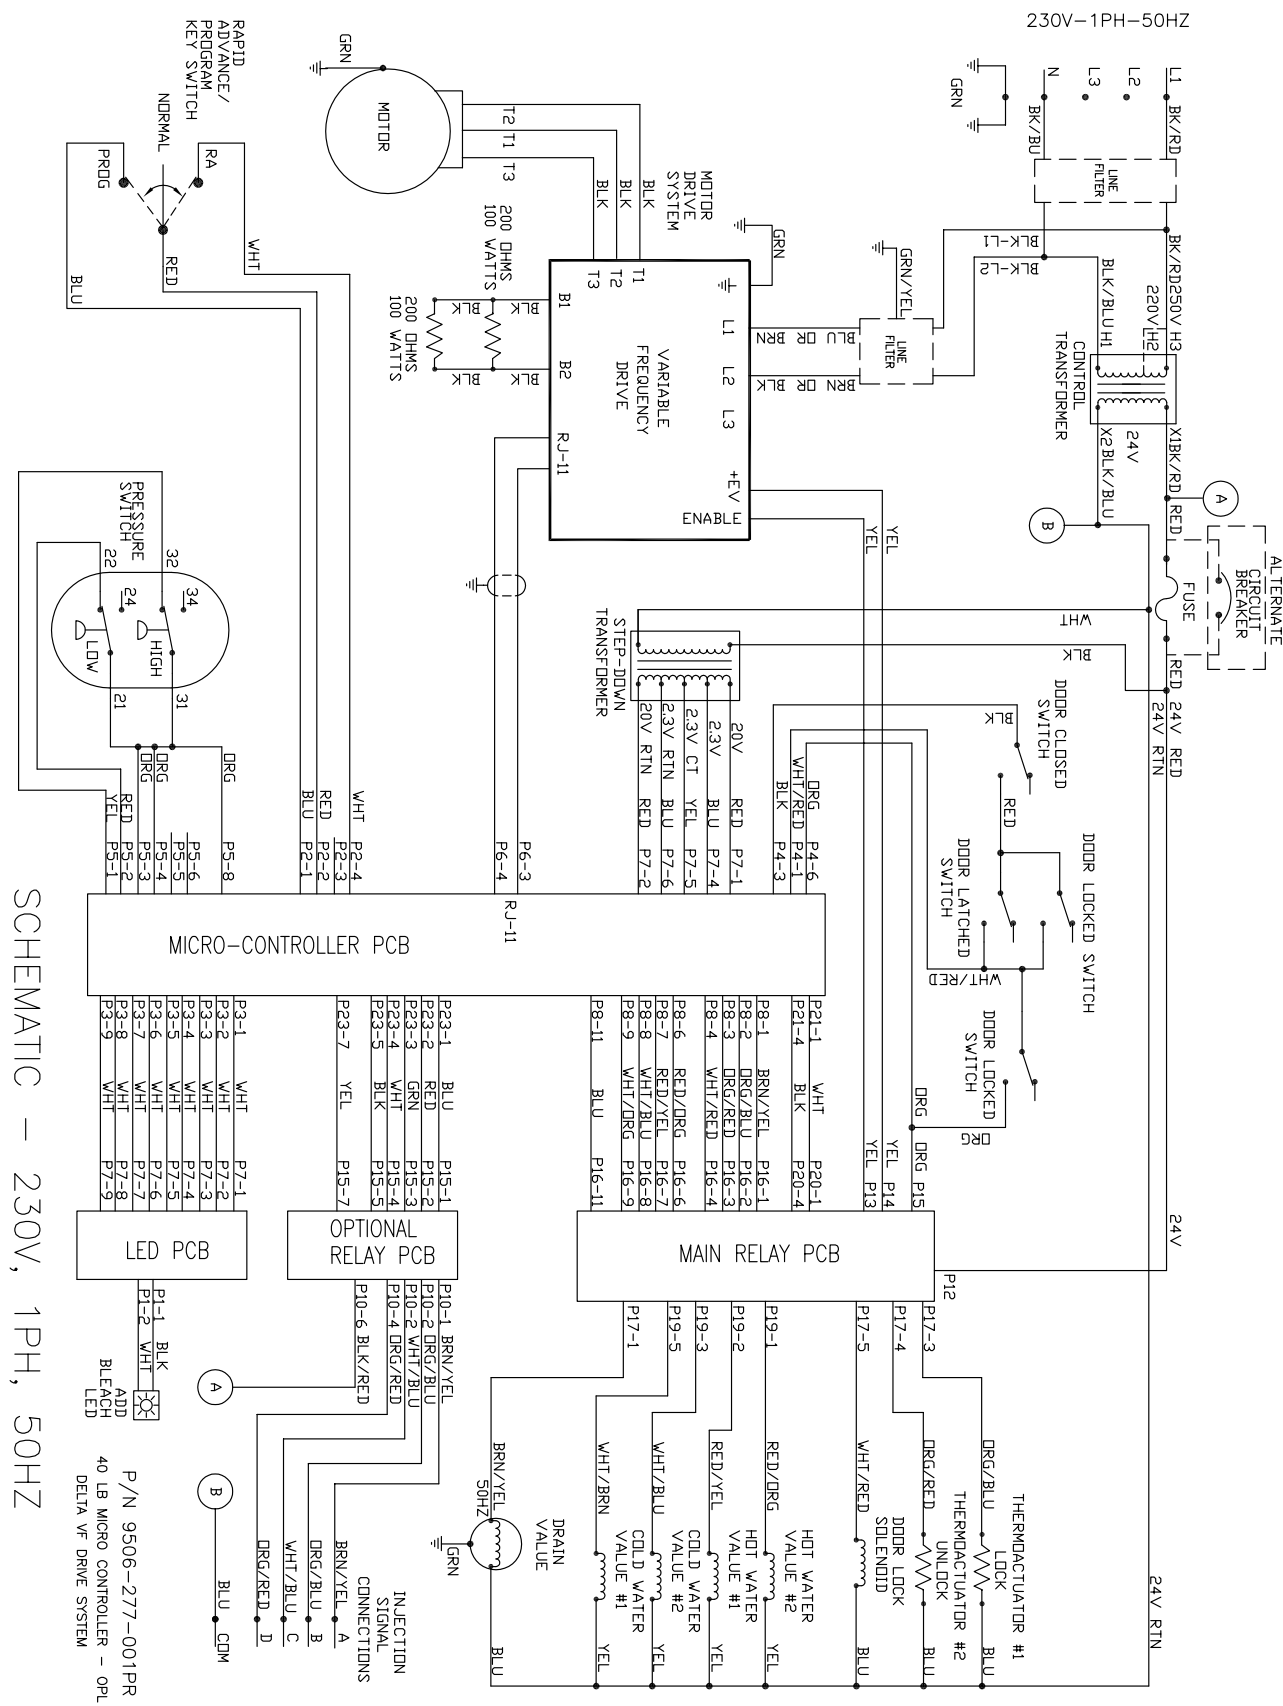 230V-1PH-50HZ
L1
L2
L3
N
GRN
BK/RD
BK/BU
LINE
FILTER
BLK-L1
BLK-L2
BK/RD
250V H3
220V
H2
BLK/BLU
H1
CONTROL
TRANSFORMER
24V
X1
BK/RD
X2
BLK/BLU
A
B
RED
ALTERNATE
CIRCUIT
BREAKER
FUSE
RED
WHT
BLK
24V RED
24V RTN
24V
24V RTN
RAPID
ADVANCE/
PROGRAM
KEY SWITCH
NORMAL
RA
PROG
RED
WHT
BLU
GRN
MOTOR
T2
T1
T3
BLK
BLK
BLK
MOTOR
DRIVE
SYSTEM
GRN
GRN/YEL
LINE
FILTER
BLU OR BRN
BRN OR BLK
T1
T2
T3
L1
L2
L3
+EV
ENABLE
VARIABLE
FREQUENCY
DRIVE
B1
B2
RJ-11
200 OHMS
100 WATTS
200 OHMS
100 WATTS
BLK
BLK
BLK
BLK
YEL
YEL
STEP-DOWN
TRANSFORMER
20V
2.3V
2.3V CT
2.3V RTN
20V RTN
RED P7-1
BLU P7-4
YEL P7-5
BLU P7-6
RED P7-2
PRESSURE
SWITCH
22
24
32
34
HIGH
LOW
21
31
ORG
ORG
ORG
RED
YEL
P5-8
P5-6
P5-5
P5-4
P5-3
P5-2
P5-1
WHT
RED
BLU
P2-4
P2-3
P2-2
P2-1
P6-3
P6-4
ORG
WHT/RED
BLK
P4-6
P4-1
P4-3
DOOR CLOSED
SWITCH
BLK
RED
DOOR LATCHED
SWITCH
DOOR LOCKED SWITCH
WHT/RED
DOOR LOCKED
SWITCH
ORG
ORG
MICRO-CONTROLLER PCB
RJ-11
P21-1 WHT P20-1
P21-4 BLK P20-4
P8-1 BRN/YEL P16-1
P8-2 ORG/BLU P16-2
P8-3 ORG/RED P16-3
P8-4 WHT/RED P16-4
P8-6 RED/ORG P16-6
P8-7 RED/YEL P16-7
P8-8 WHT/BLU P16-8
P8-9 WHT/ORG P16-9
P8-11 BLU P16-11
P23-1 BLU P15-1
P23-2 RED P15-2
P23-3 GRN P15-3
P23-4 WHT P15-4
P23-5 BLK P15-5
P23-7 YEL P15-7
P3-1 WHT P7-1
P3-2 WHT P7-2
P3-3 WHT P7-3
P3-4 WHT P7-4
P3-5 WHT P7-5
P3-6 WHT P7-6
P3-7 WHT P7-7
P3-8 WHT P7-8
P3-9 WHT P7-9
ORG P15
YEL P14
YEL P13
MAIN RELAY PCB
OPTIONAL
RELAY PCB
LED PCB
P12
P17-3
P17-4
P17-5
P19-1
P19-2
P19-3
P19-5
P17-1
P10-1 BRN/YEL
P10-2 ORG/BLU
P10-2 WHT/BLU
P10-4 ORG/RED
P10-6 BLK/RED
P1-1 BLK
P1-2 WHT
ADD
BLEACH
LED
A
B
THERMOACTUATOR #1
LOCK
ORG/BLU
THERMOACTUATOR #2
UNLOCK
ORG/RED
BLU
DOOR LOCK
SOLENOID
WHT/RED
BLU
HOT WATER
VALUE #2
RED/ORG
YEL
HOT WATER
VALUE #1
RED/YEL
YEL
COLD WATER
VALUE #2
WHT/BLU
YEL
COLD WATER
VALUE #1
WHT/BRN
YEL
DRAIN
VALUE
BRN/YEL
50HZ
GRN
BLU
INJECTION
SIGNAL
CONNECTIONS
BRN/YEL A
ORG/BLU B
WHT/BLU C
ORG/RED D
BLU COM
P/N 9506-277-001PR
40 LB MICRO CONTROLLER - OPL
DELTA VF DRIVE SYSTEM
SCHEMATIC - 230V, 1PH, 50HZ